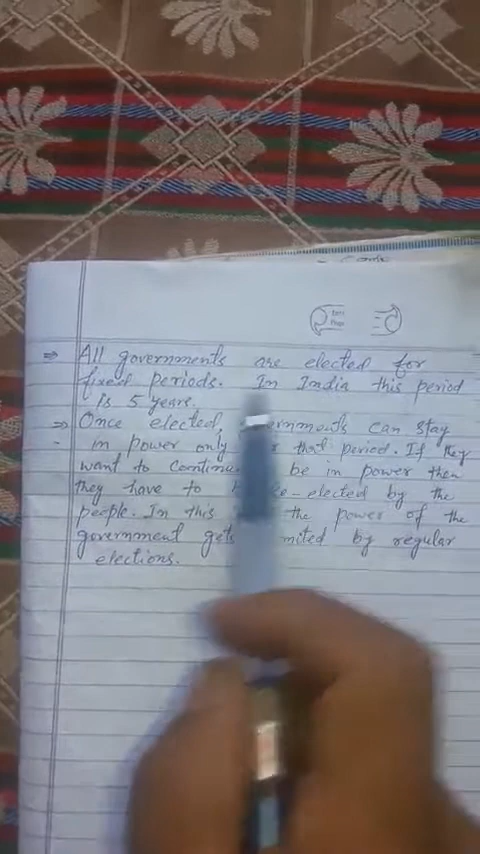 ⇒ All governments are elected for
fixed periods. In India this period
is 5 years.
⇒ Once elected, governments can stay
- in power only that period. If they
want to continue be in power then
they have to re-elected by the
people. In this the power of the
government gets by regular
elections.